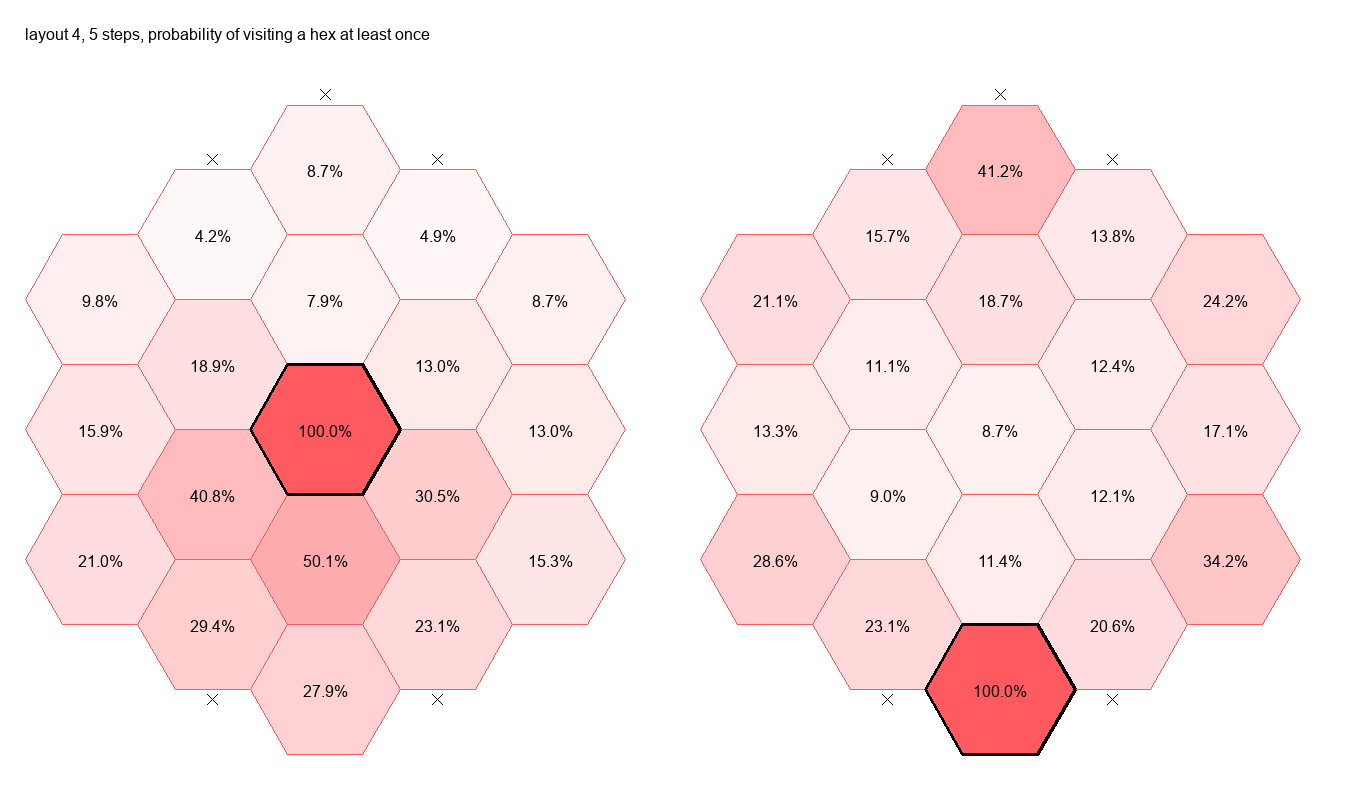 layout 4, 5 steps, probability of visiting a hex at least once
8.7%
4.2% 4.9%
9.8% 7.9% 8.7%
18.9% 13.0%
15.9% 100.0% 13.0%
40.8% 30.5%
21.0% 50.1% 15.3%
29.4% 23.1%
27.9%
41.2%
15.7% 13.8%
21.1% 18.7% 24.2%
11.1% 12.4%
13.3% 8.7% 17.1%
9.0% 12.1%
28.6% 11.4% 34.2%
23.1% 20.6%
100.0%